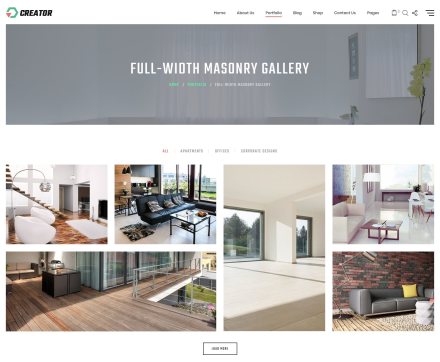 CREATOR
Home About Us Portfolio Blog Shop Contact Us Pages
FULL-WIDTH MASONRY GALLERY
HOME / PORTFOLIO / FULL-WIDTH MASONRY GALLERY
ALL / APARTMENTS / OFFICES / CORPORATE DESIGNS
LOAD MORE